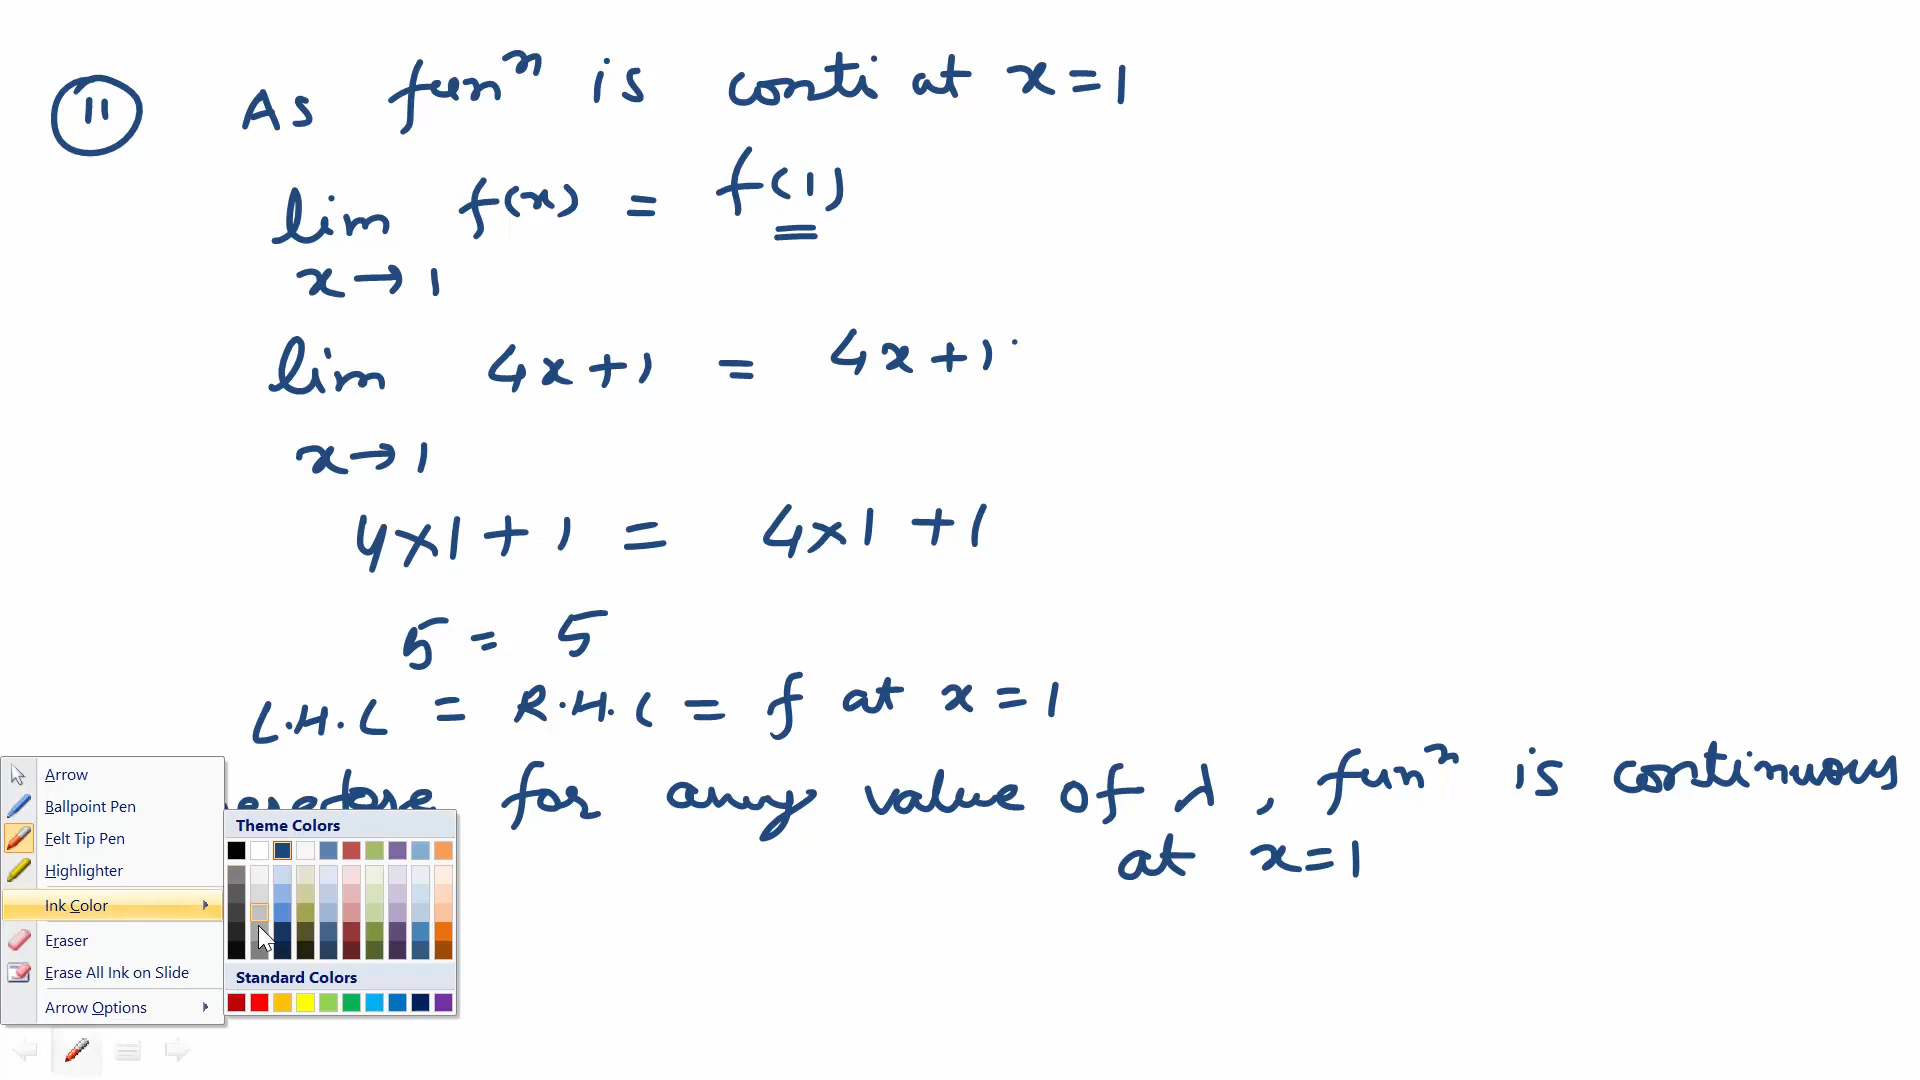 11 As funⁿ is conti at x=1
lim f(x) = f(1)
x→1
lim 4x+1 = 4x+1
x→1
4×1+1 = 4×1+1
5 = 5
L.H.L = R.H.L = f at x=1
for any value of λ, funⁿ is continuous
at x=1
Arrow
Ballpoint Pen
Felt Tip Pen
Highlighter
Ink Color
Eraser
Erase All Ink on Slide
Arrow Options
Theme Colors
Standard Colors